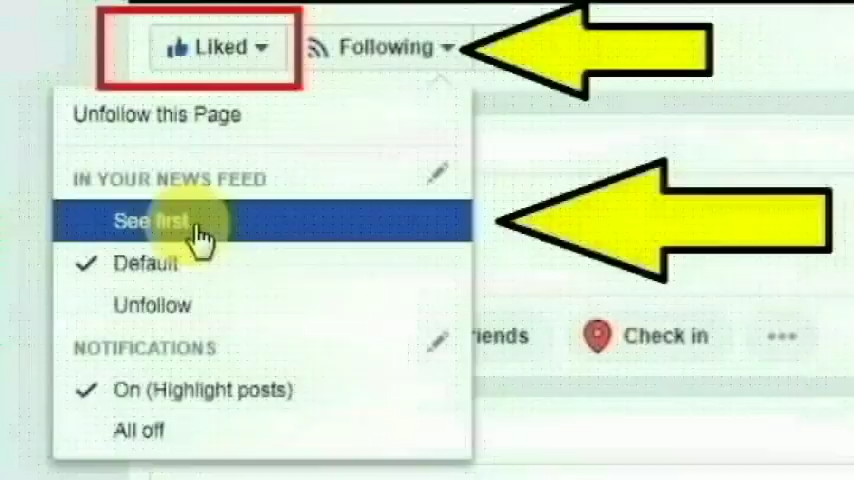 Liked Following
Unfollow this Page
IN YOUR NEWS FEED
See first
Default
Unfollow
NOTIFICATIONS
On (Highlight posts)
All off
riends Check in